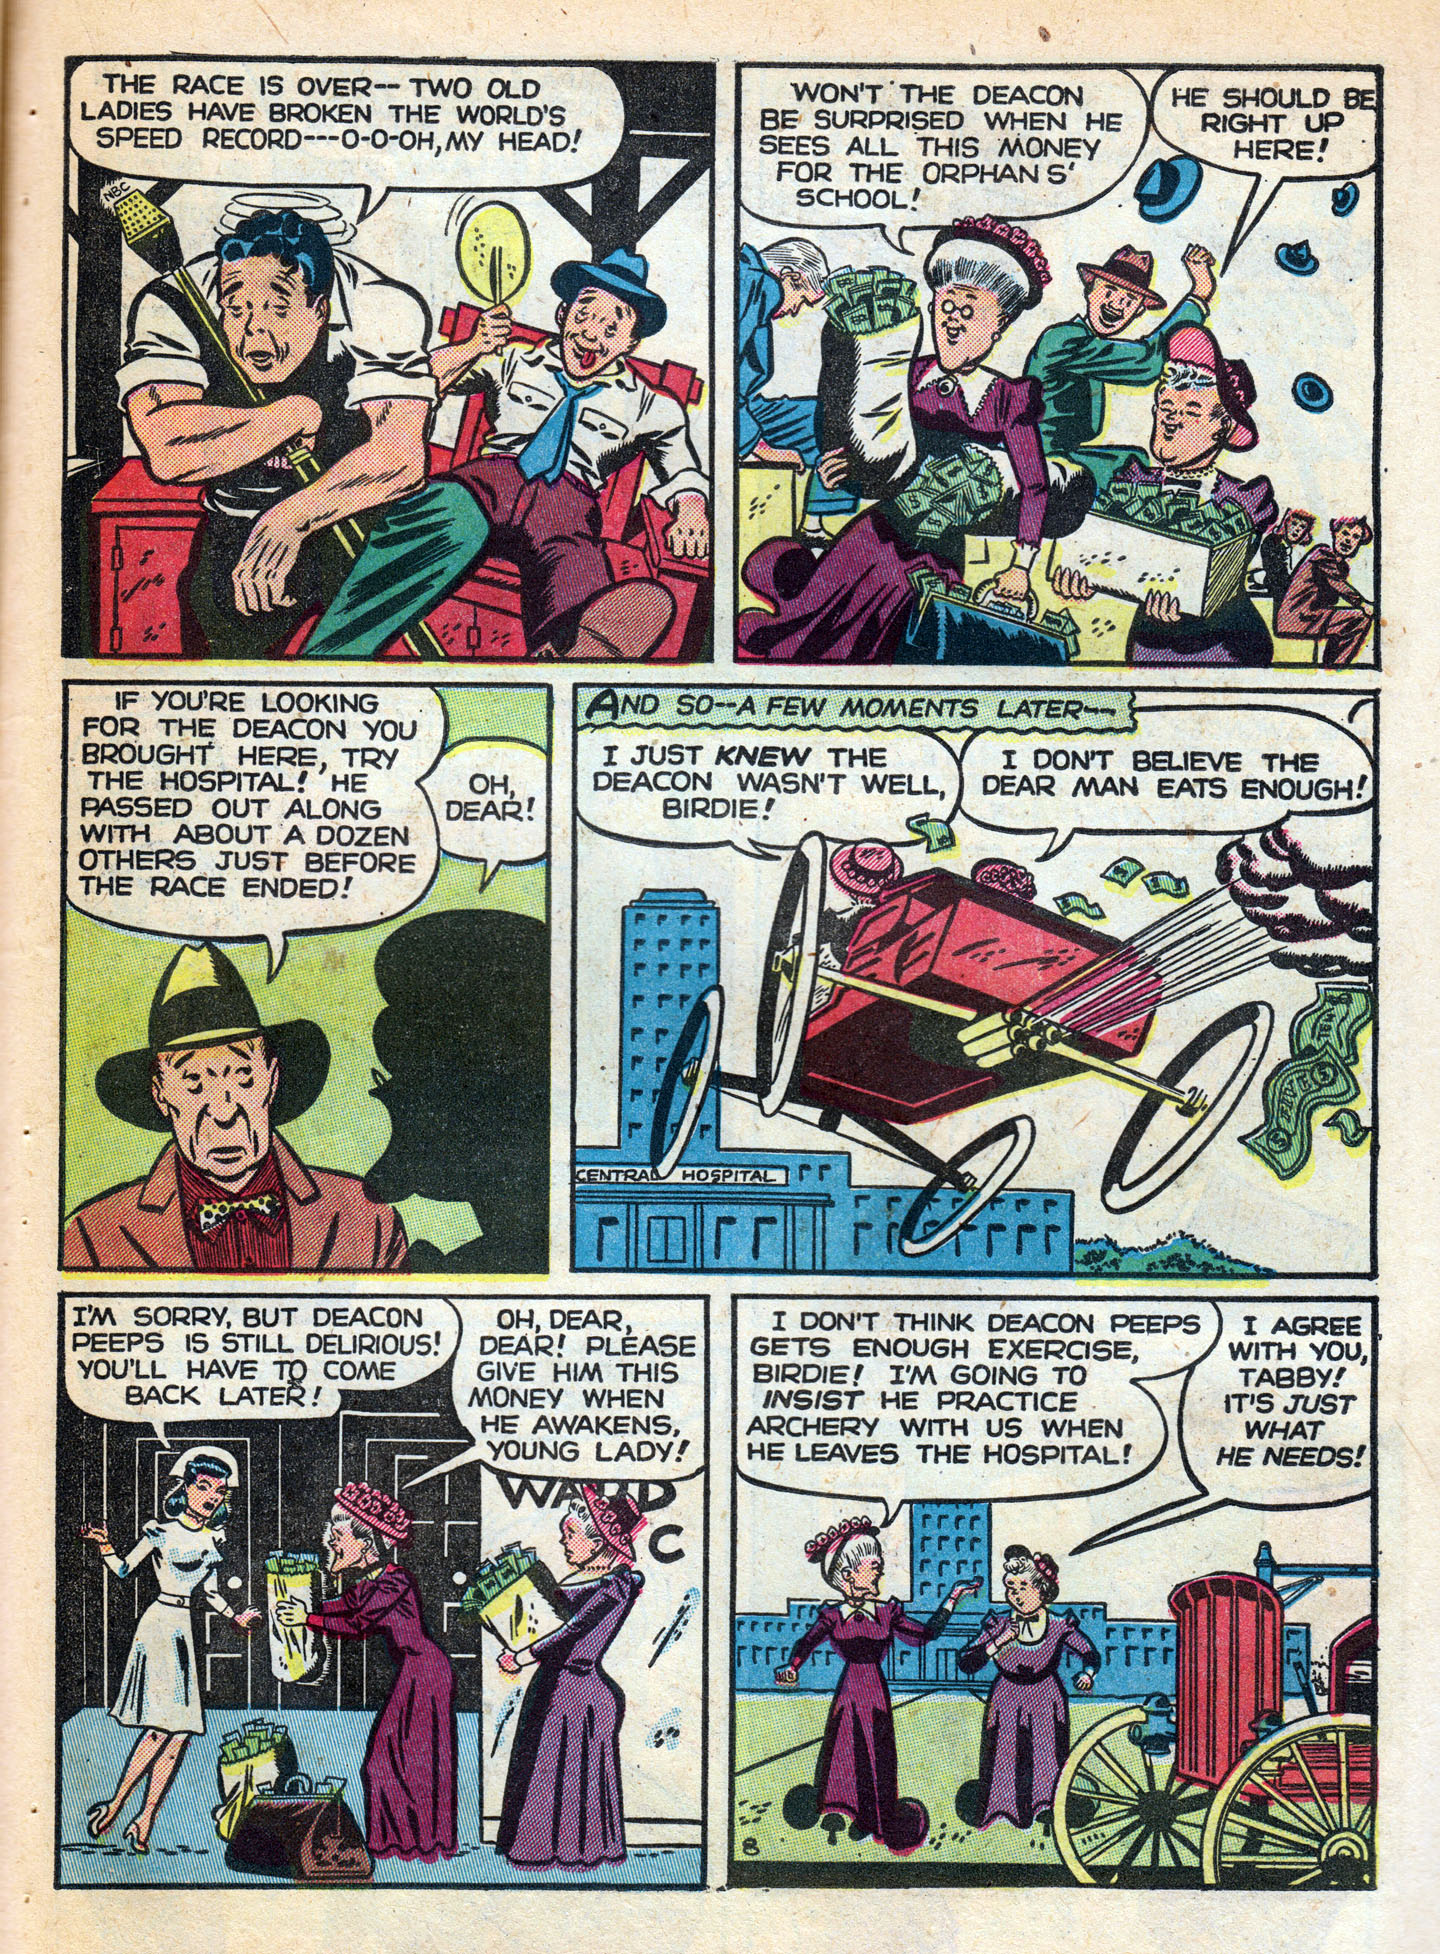 THE RACE IS OVER-- TWO OLD
LADIES HAVE BROKEN THE WORLD'S
SPEED RECORD---O-O-OH, MY HEAD!
NBC
WON'T THE DEACON
BE SURPRISED WHEN HE
SEES ALL THIS MONEY
FOR THE ORPHANS'
SCHOOL!
HE SHOULD BE
RIGHT UP
HERE!
IF YOU'RE LOOKING
FOR THE DEACON YOU
BROUGHT HERE, TRY
THE HOSPITAL! HE
PASSED OUT ALONG
WITH ABOUT A DOZEN
OTHERS JUST BEFORE
THE RACE ENDED!
OH,
DEAR!
AND SO--A FEW MOMENTS LATER--
I JUST KNEW THE
DEACON WASN'T WELL,
BIRDIE!
I DON'T BELIEVE THE
DEAR MAN EATS ENOUGH!
CENTRAL HOSPITAL
5
FIVE
5
I'M SORRY, BUT DEACON
PEEPS IS STILL DELIRIOUS!
YOU'LL HAVE TO COME
BACK LATER!
OH, DEAR,
DEAR! PLEASE
GIVE HIM THIS
MONEY WHEN
HE AWAKENS,
YOUNG LADY!
WARD
C
I DON'T THINK DEACON PEEPS
GETS ENOUGH EXERCISE,
BIRDIE! I'M GOING TO
INSIST HE PRACTICE
ARCHERY WITH US WHEN
HE LEAVES THE HOSPITAL!
I AGREE
WITH YOU,
TABBY!
IT'S JUST
WHAT
HE NEEDS!
8